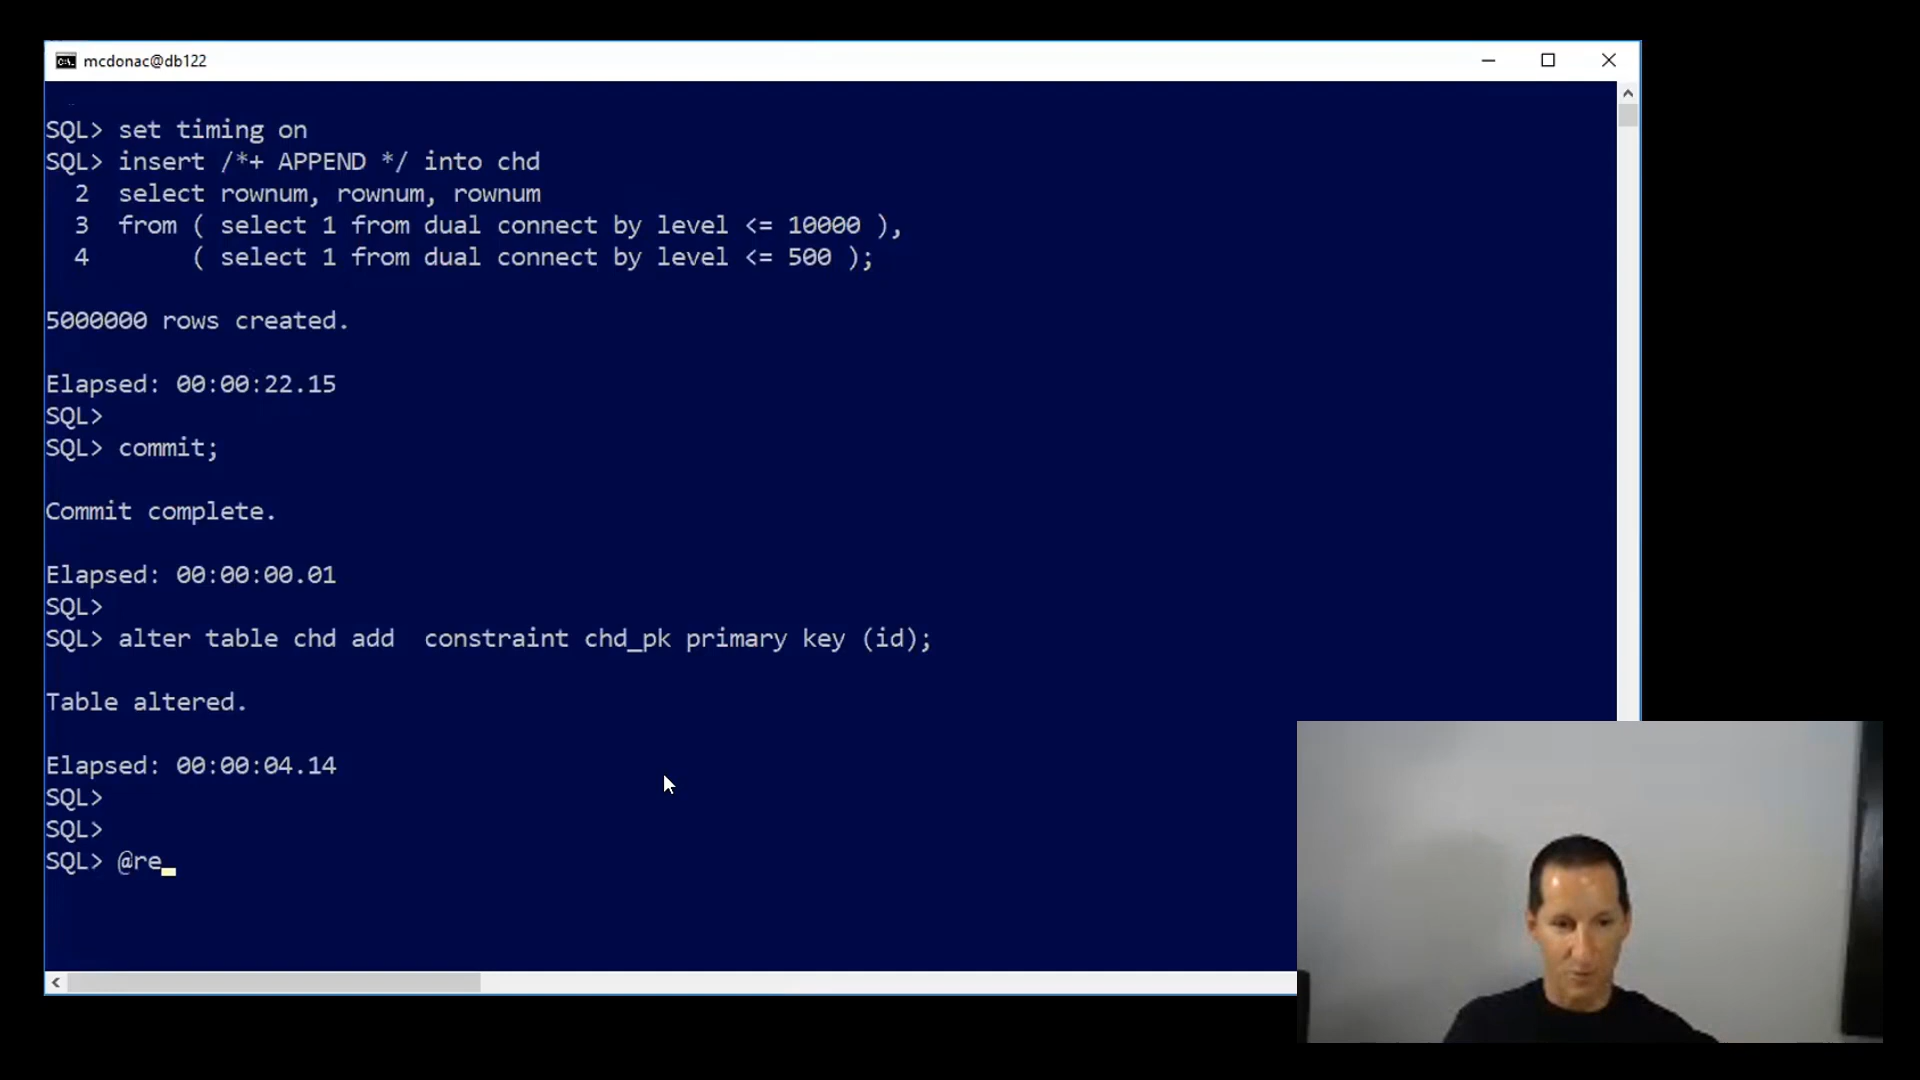 mcdonac@db122
SQL> set timing on
SQL> insert /*+ APPEND */ into chd
  2  select rownum, rownum, rownum
  3  from ( select 1 from dual connect by level <= 10000 ),
  4       ( select 1 from dual connect by level <= 500 );
5000000 rows created.
Elapsed: 00:00:22.15
SQL>
SQL> commit;
Commit complete.
Elapsed: 00:00:00.01
SQL>
SQL> alter table chd add  constraint chd_pk primary key (id);
Table altered.
Elapsed: 00:00:04.14
SQL>
SQL>
SQL> @re_